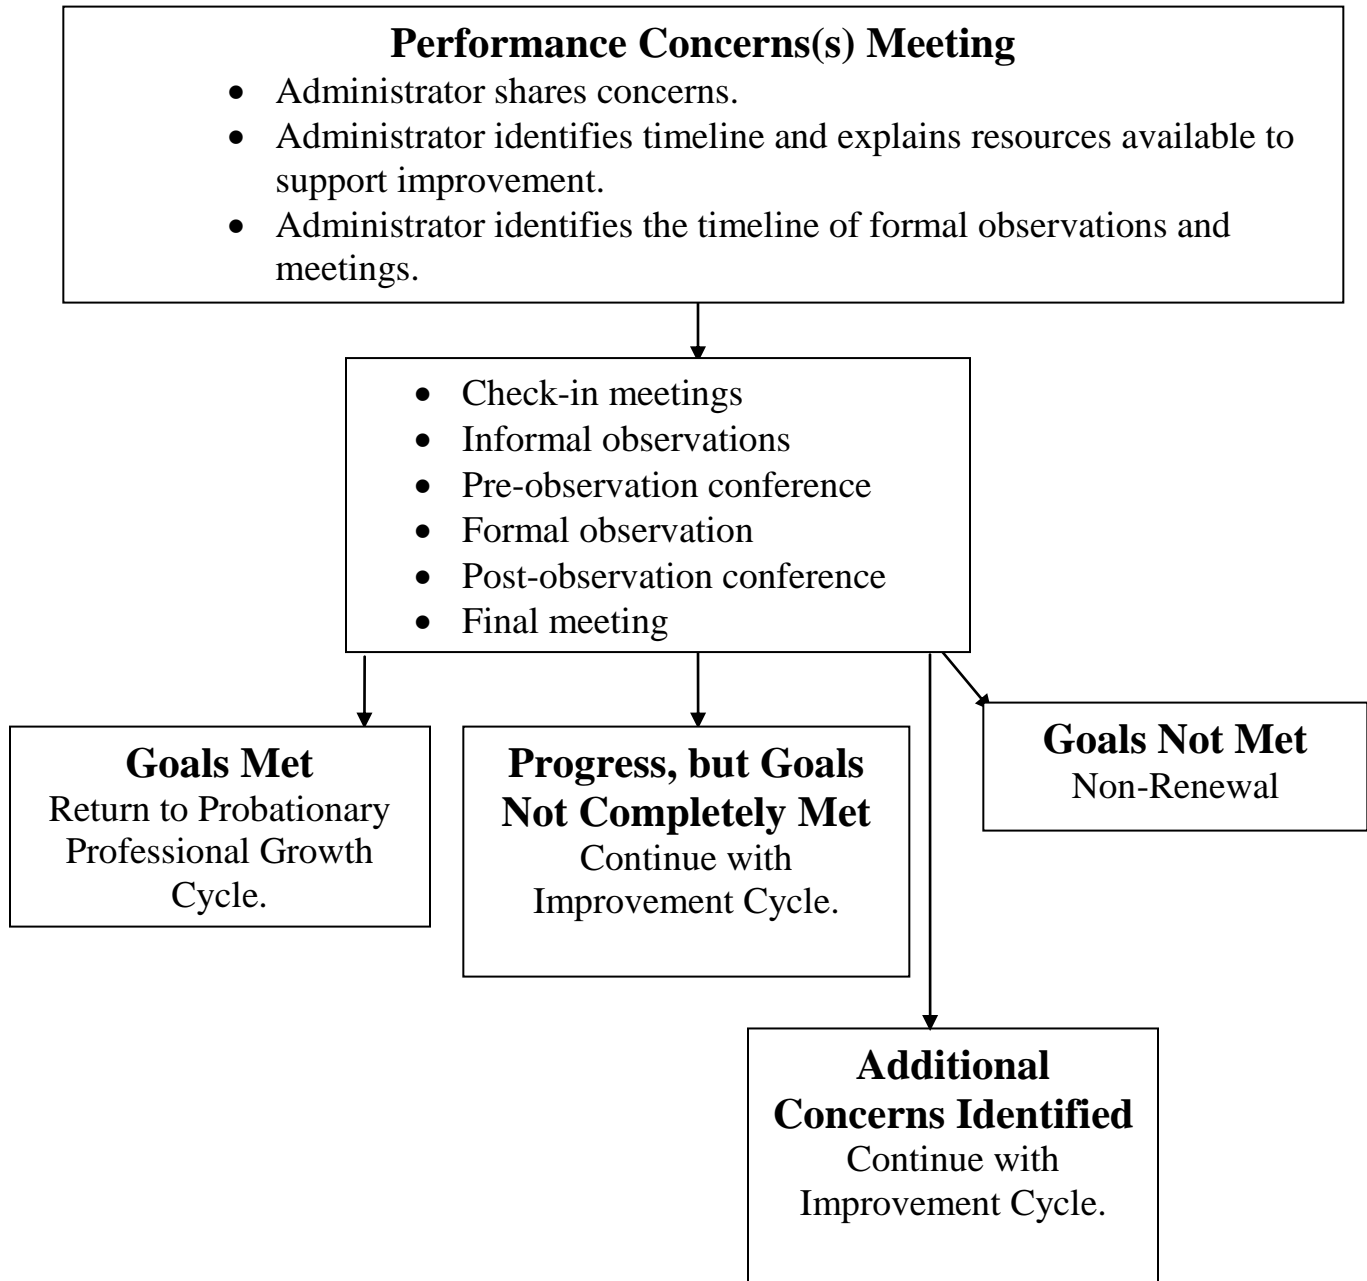 Performance Concerns(s) Meeting
• Administrator shares concerns.
• Administrator identifies timeline and explains resources available to
support improvement.
• Administrator identifies the timeline of formal observations and
meetings.
• Check-in meetings
• Informal observations
• Pre-observation conference
• Formal observation
• Post-observation conference
• Final meeting
Goals Met
Return to Probationary
Professional Growth
Cycle.
Progress, but Goals
Not Completely Met
Continue with
Improvement Cycle.
Goals Not Met
Non-Renewal
Additional
Concerns Identified
Continue with
Improvement Cycle.